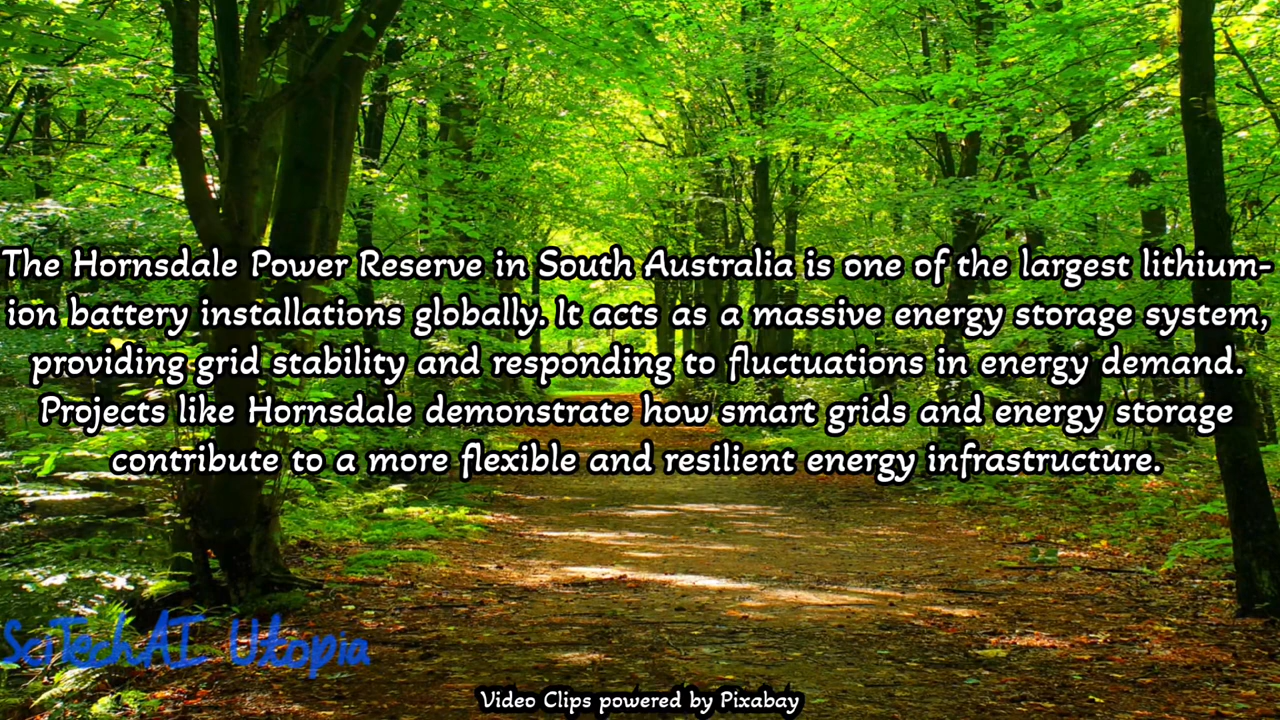 The Hornsdale Power Reserve in South Australia is one of the largest lithium-
ion battery installations globally. It acts as a massive energy storage system,
providing grid stability and responding to fluctuations in energy demand.
Projects like Hornsdale demonstrate how smart grids and energy storage
contribute to a more flexible and resilient energy infrastructure.
SciTechAI Utopia
Video Clips powered by Pixabay